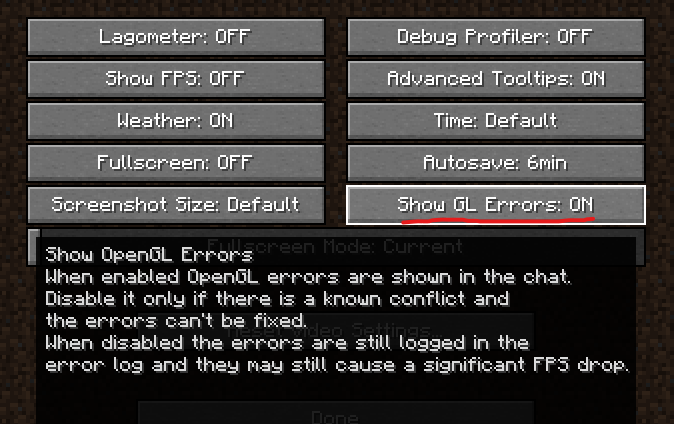 Lagometer: OFF
Debug Profiler: OFF
Show FPS: OFF
Advanced Tooltips: ON
Weather: ON
Time: Default
Fullscreen: OFF
Autosave: 6min
Screenshot Size: Default
Show GL Errors: ON
Fullscreen Mode: Current
Show OpenGL Errors
When enabled OpenGL errors are shown in the chat.
Disable it only if there is a known conflict and
the errors can't be fixed.
Reset Video Settings...
When disabled the errors are still logged in the
error log and they may still cause a significant FPS drop.
Done